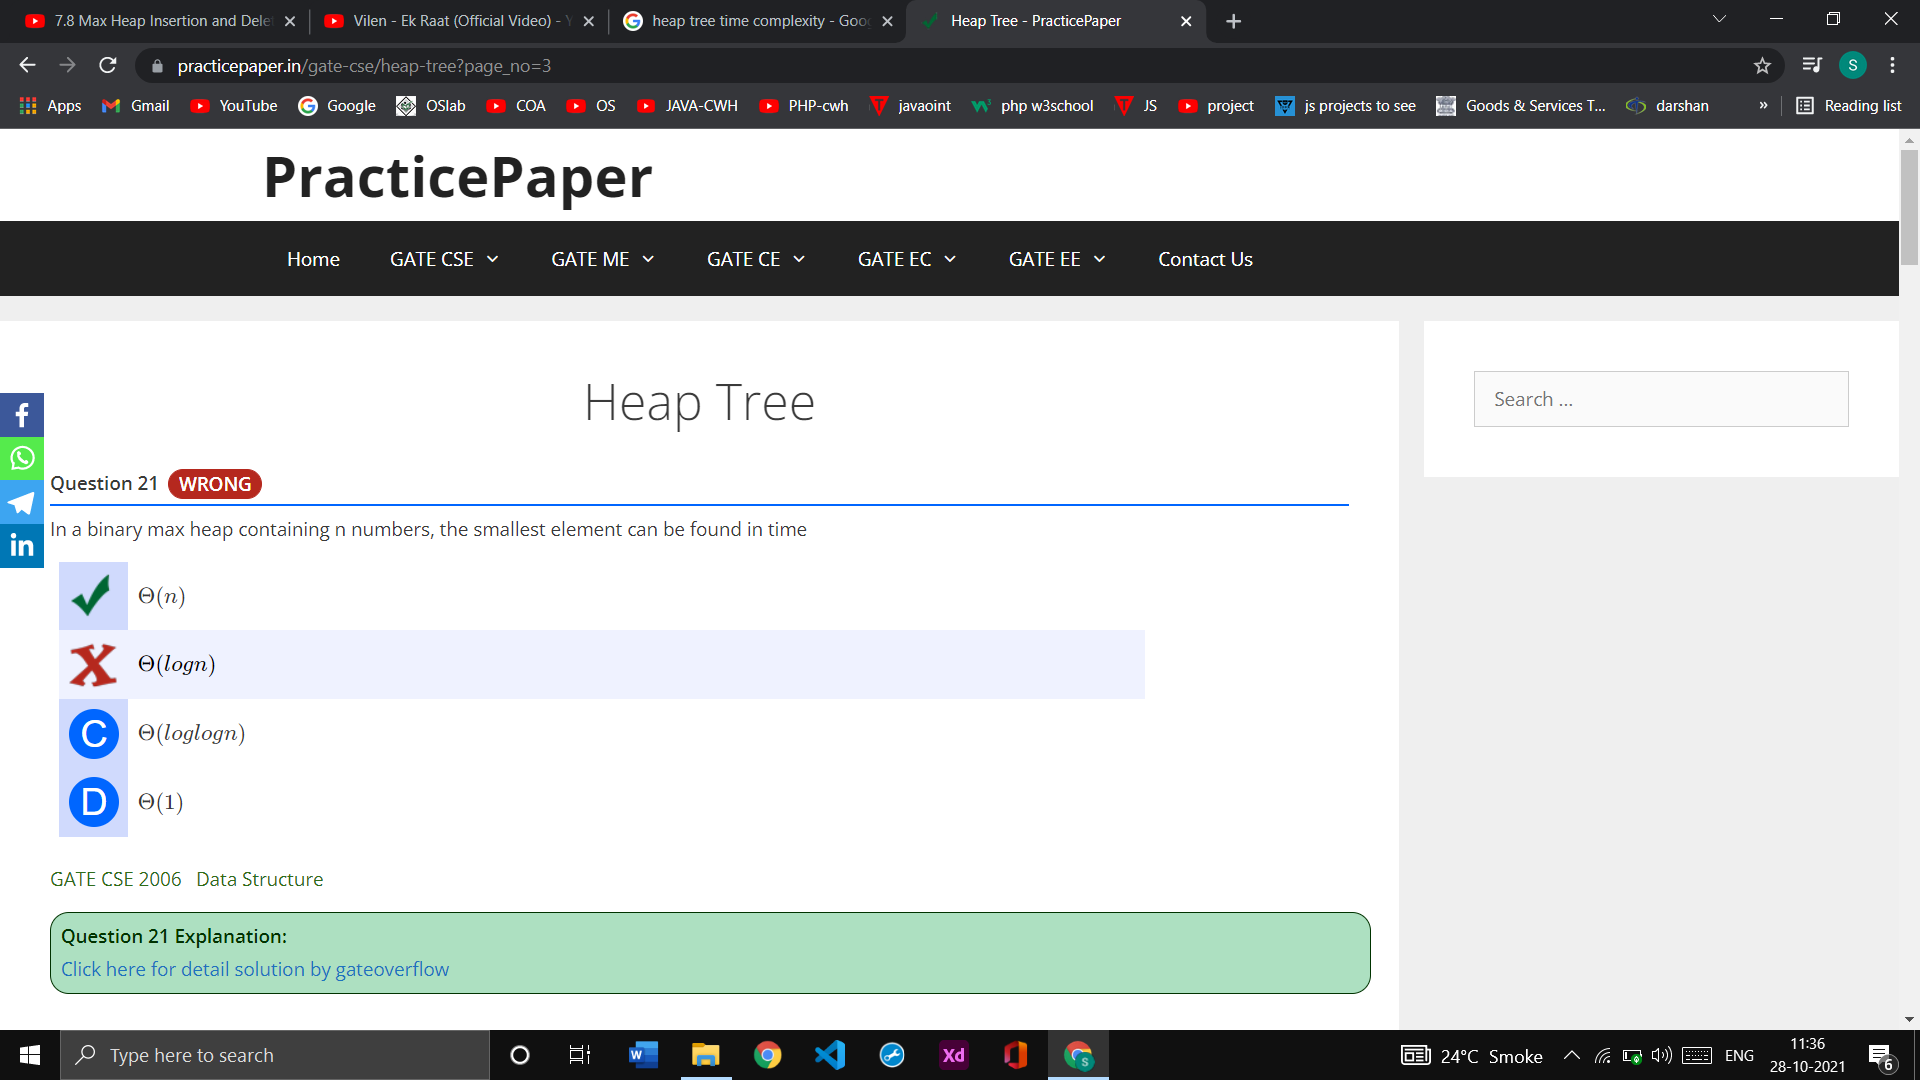 7.8 Max Heap Insertion and Delet
Vilen - Ek Raat (Official Video) - Y
heap tree time complexity - Goog
Heap Tree - PracticePaper
practicepaper.in/gate-cse/heap-tree?page_no=3
S
Apps
Gmail
YouTube
Google
OSlab
COA
OS
JAVA-CWH
PHP-cwh
javaoint
php w3school
JS
project
js projects to see
Goods & Services T...
darshan
»
Reading list
PracticePaper
Home
GATE CSE
GATE ME
GATE CE
GATE EC
GATE EE
Contact Us
Heap Tree
Search ...
Question 21 WRONG
In a binary max heap containing n numbers, the smallest element can be found in time
Θ(n)
Θ(logn)
C Θ(loglogn)
D Θ(1)
GATE CSE 2006 Data Structure
Question 21 Explanation:
Click here for detail solution by gateoverflow
Type here to search
24°C Smoke
ENG
11:36
28-10-2021
6